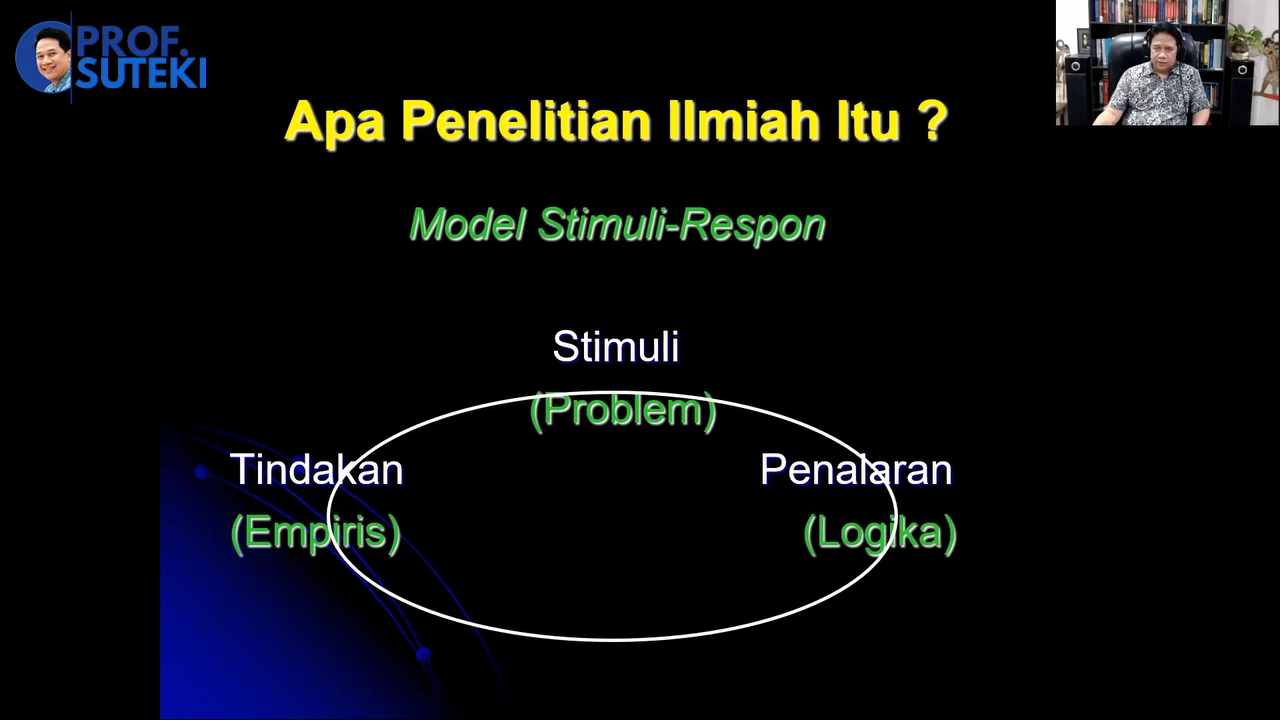 PROF.
SUTEKI
Apa Penelitian Ilmiah Itu ?
Model Stimuli-Respon
Stimuli
(Problem)
Tindakan
Penalaran
(Empiris)
(Logika)